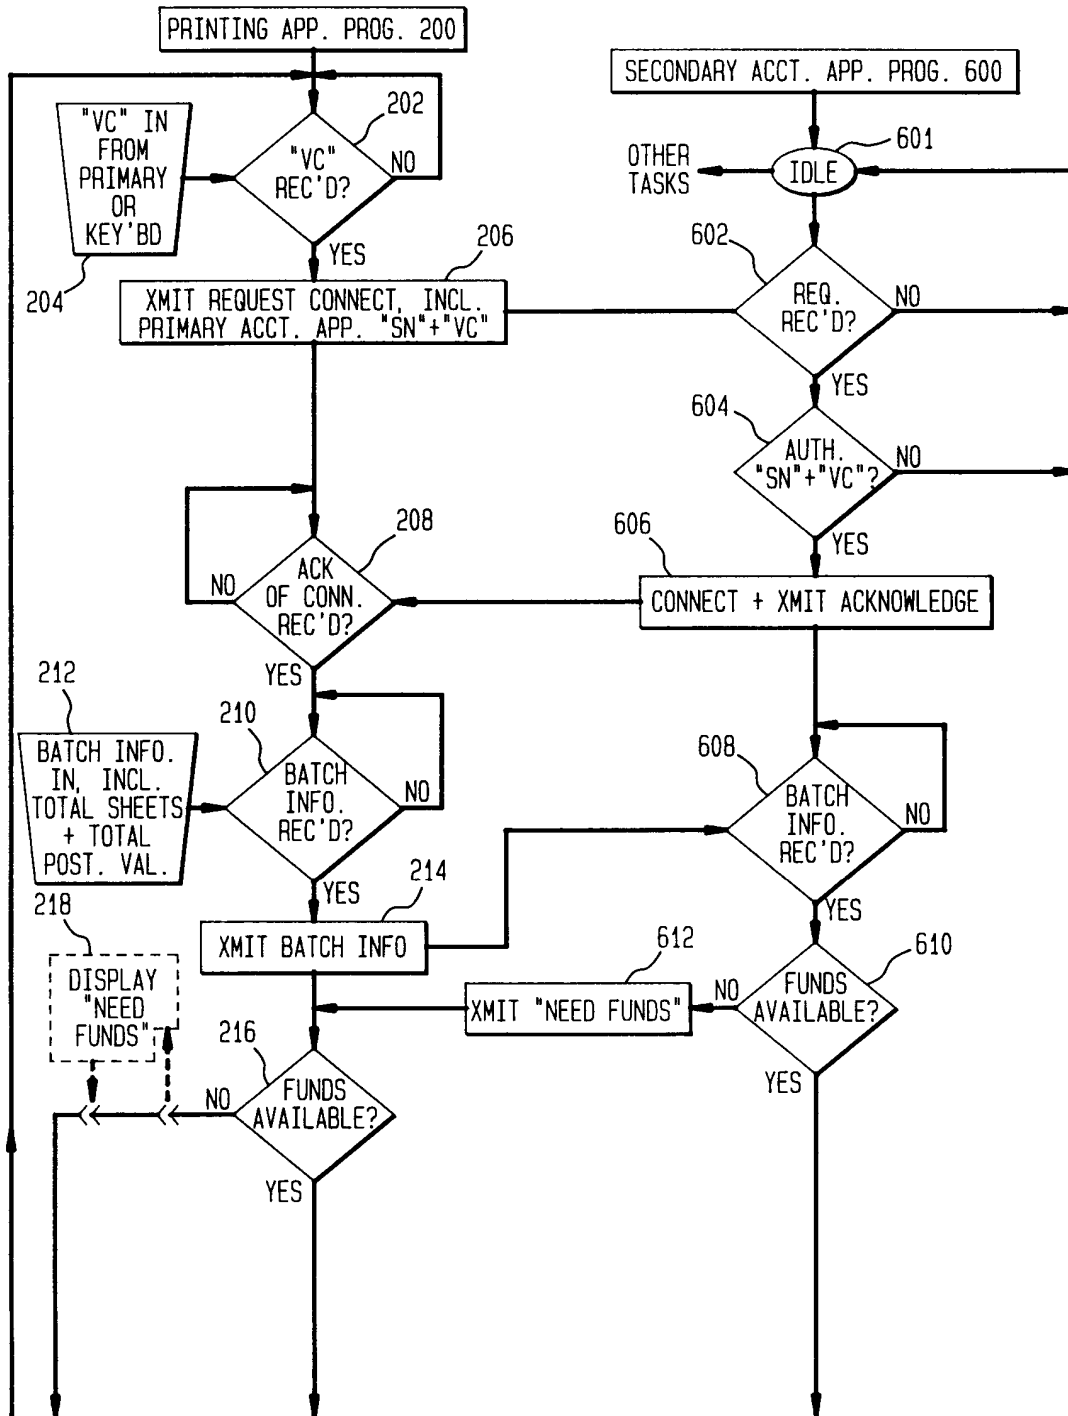 PRINTING APP. PROG. 200
SECONDARY ACCT. APP. PROG. 600
"VC" IN
FROM
PRIMARY
OR
KEY'BD
204
"VC"
REC'D?
202
NO
YES
OTHER
TASKS
IDLE
601
206
XMIT REQUEST CONNECT, INCL.
PRIMARY ACCT. APP. "SN"+"VC"
602
REQ.
REC'D?
NO
YES
604
AUTH.
"SN"+"VC"?
NO
YES
208
ACK
OF CONN.
REC'D?
NO
YES
606
CONNECT + XMIT ACKNOWLEDGE
212
BATCH INFO.
IN, INCL.
TOTAL SHEETS
+ TOTAL
POST. VAL.
210
BATCH
INFO.
REC'D?
NO
YES
608
BATCH
INFO.
REC'D?
NO
YES
214
XMIT BATCH INFO
218
DISPLAY
"NEED
FUNDS"
612
XMIT "NEED FUNDS"
610
FUNDS
AVAILABLE?
NO
YES
216
FUNDS
AVAILABLE?
NO
YES